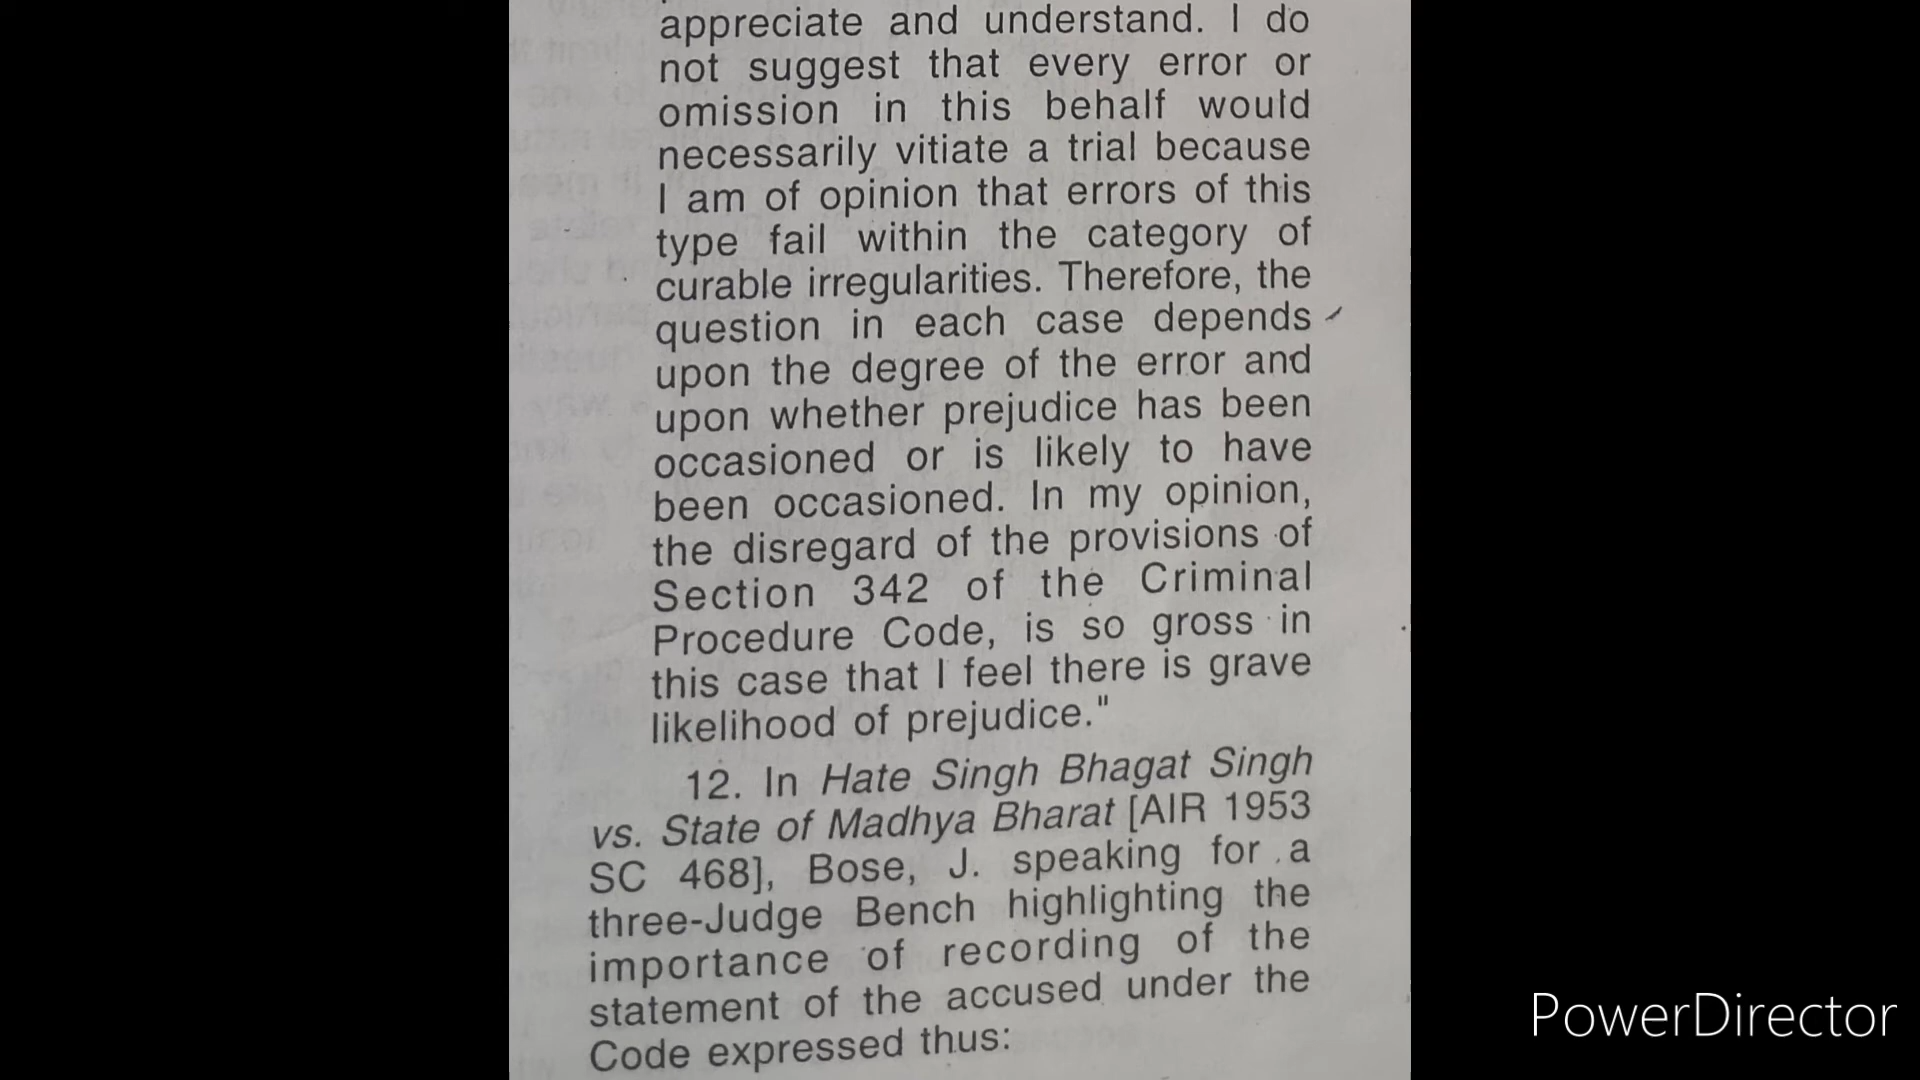 appreciate and understand. I do
not suggest that every error or
omission in this behalf would
necessarily vitiate a trial because
I am of opinion that errors of this
type fail within the category of
curable irregularities. Therefore, the
question in each case depends
upon the degree of the error and
upon whether prejudice has been
occasioned or is likely to have
been occasioned. In my opinion,
the disregard of the provisions of
Section 342 of the Criminal
Procedure Code, is so gross in
this case that I feel there is grave
likelihood of prejudice."
12. In Hate Singh Bhagat Singh
vs. State of Madhya Bharat [AIR 1953
SC 468], Bose, J. speaking for a
three-Judge Bench highlighting the
importance of recording of the
statement of the accused under the
Code expressed thus:
PowerDirector